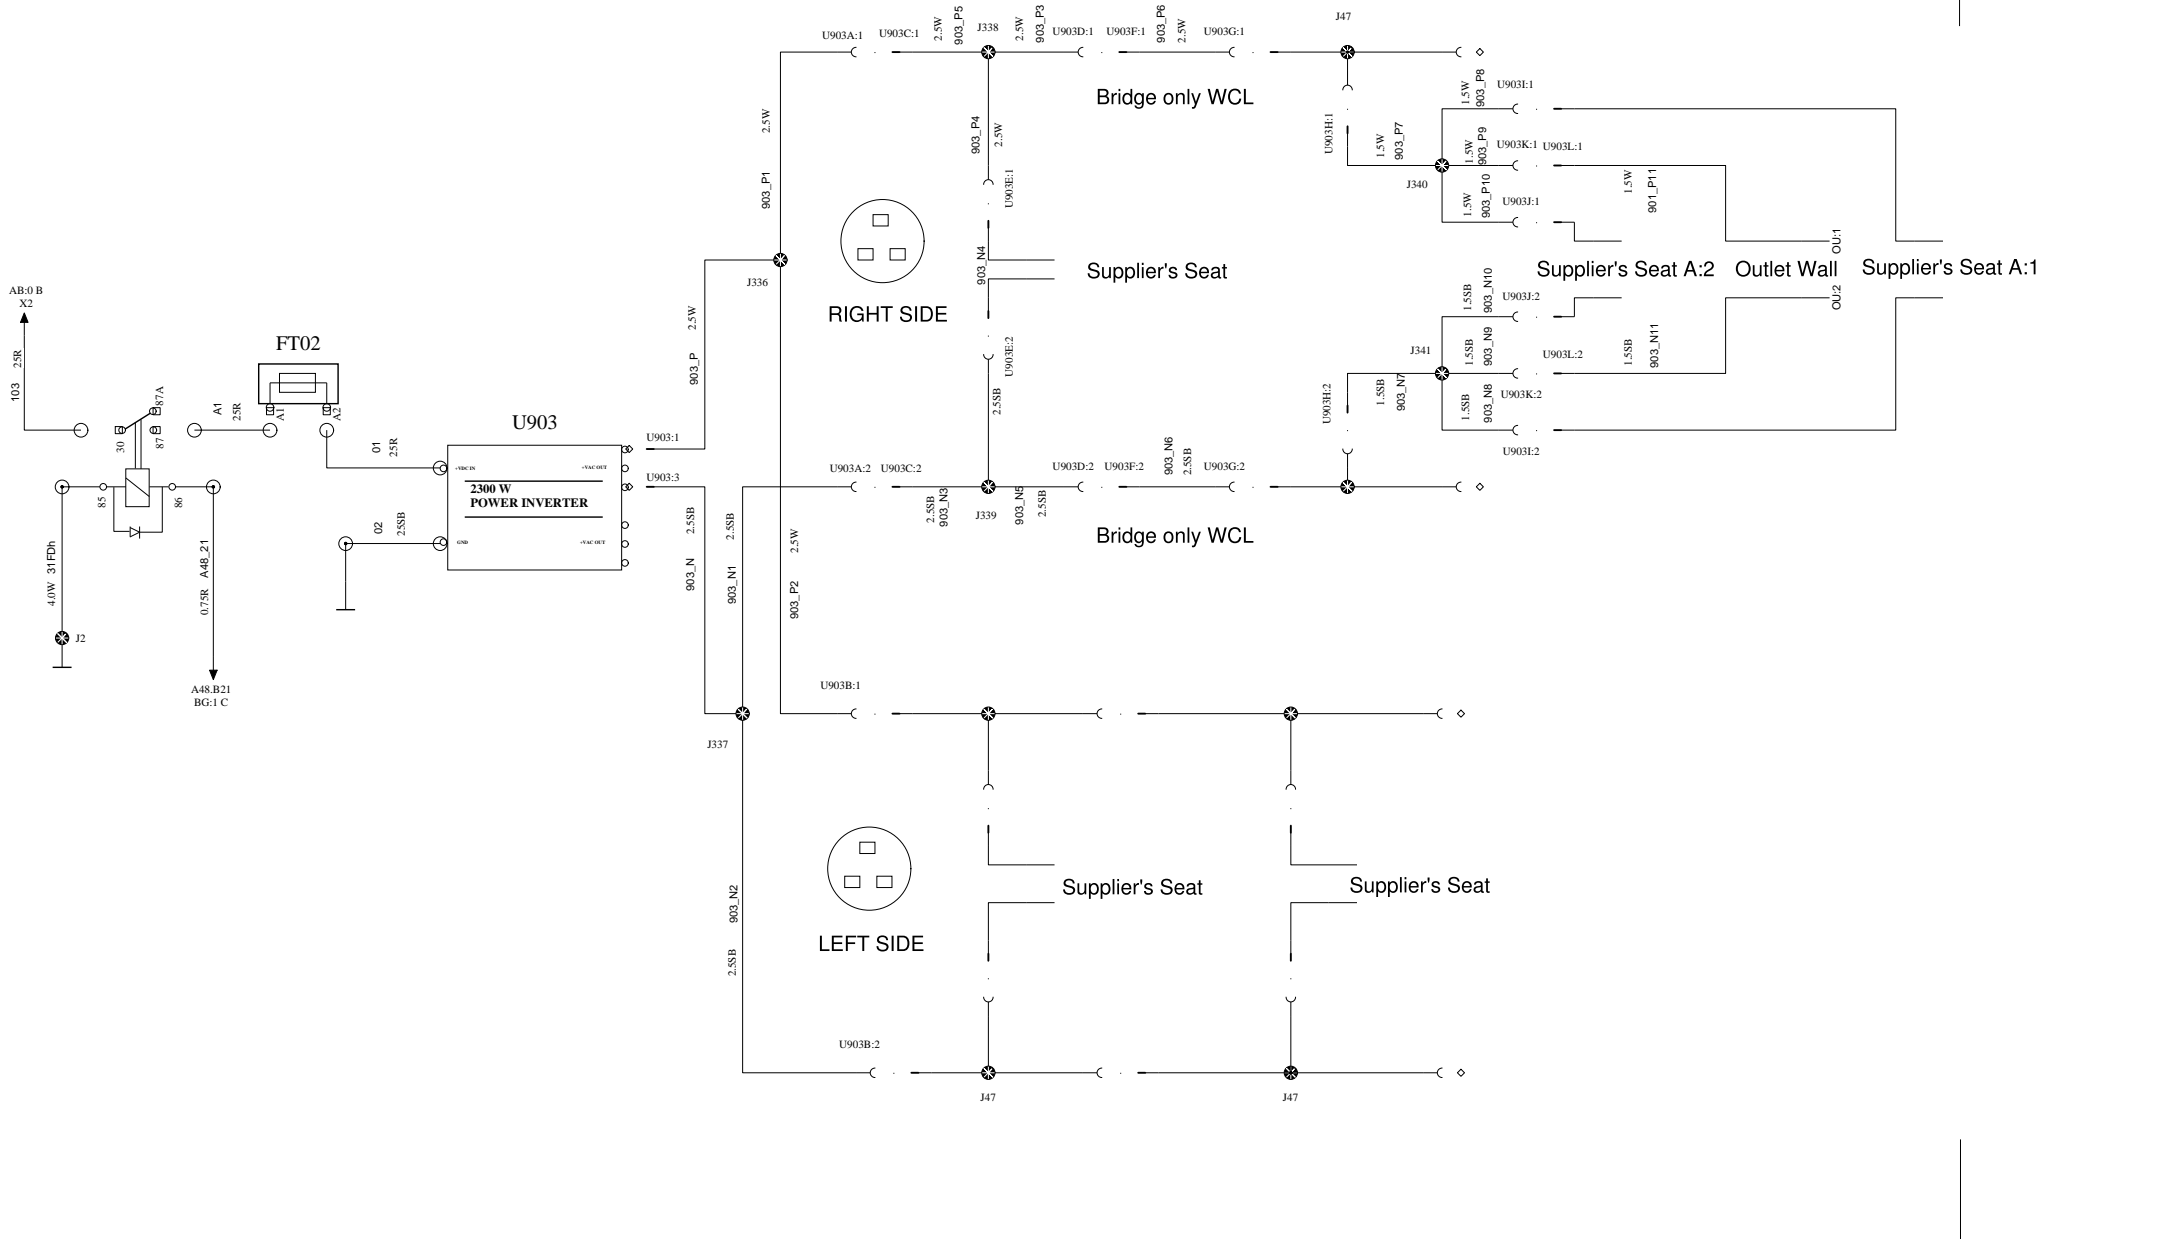 AB:0 B
X2
25R
103
87A
30
87
85
86
A1
25R
FT02
A1
A2
01
25R
02
25SB
4.0W 31FDh
J2
0.75R A48_21
A48.B21
BG:1 C
U903
+VDC IN
+VAC OUT
2300 W
POWER INVERTER
GND
+VAC OUT
U903:1
U903:3
2.5W
903_P
2.5SB
903_N
J336
J337
2.5W
903_P1
2.5SB
903_N1
2.5W
903_P2
903_N2
2.5SB
U903A:1
U903C:1
2.5W
903_P5
J338
2.5W
903_P3
U903D:1
U903F:1
903_P6
2.5W
U903G:1
J47
Bridge only WCL
903_P4
2.5W
U903E:1
903_N4
Supplier's Seat
U903E:2
2.5SB
RIGHT SIDE
U903A:2
U903C:2
2.5SB
903_N3
J339
903_N5
2.5SB
U903D:2
U903F:2
903_N6
2.5SB
U903G:2
Bridge only WCL
U903H:1
1.5W
903_P7
J340
1.5W
903_P8
U903I:1
1.5W
903_P9
U903K:1
U903L:1
1.5W
903_P10
U903J:1
1.5W
901_P11
OU:1
Supplier's Seat A:2
Outlet Wall
Supplier's Seat A:1
OU:2
1.5SB
903_N10
U903J:2
J341
1.5SB
903_N9
U903L:2
1.5SB
903_N11
U903H:2
1.5SB
903_N7
1.5SB
903_N8
U903K:2
U903I:2
U903B:1
Supplier's Seat
Supplier's Seat
LEFT SIDE
U903B:2
J47
J47